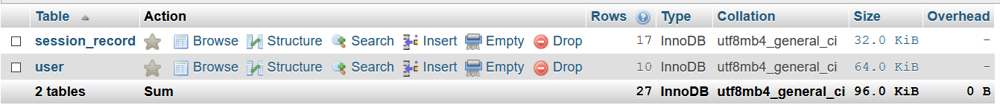 Table Action Rows Type Collation Size Overhead
session_record Browse Structure Search Insert Empty Drop 17 InnoDB utf8mb4_general_ci 32.0 KiB -
user Browse Structure Search Insert Empty Drop 10 InnoDB utf8mb4_general_ci 64.0 KiB -
2 tables Sum 27 InnoDB utf8mb4_general_ci 96.0 KiB 0 B